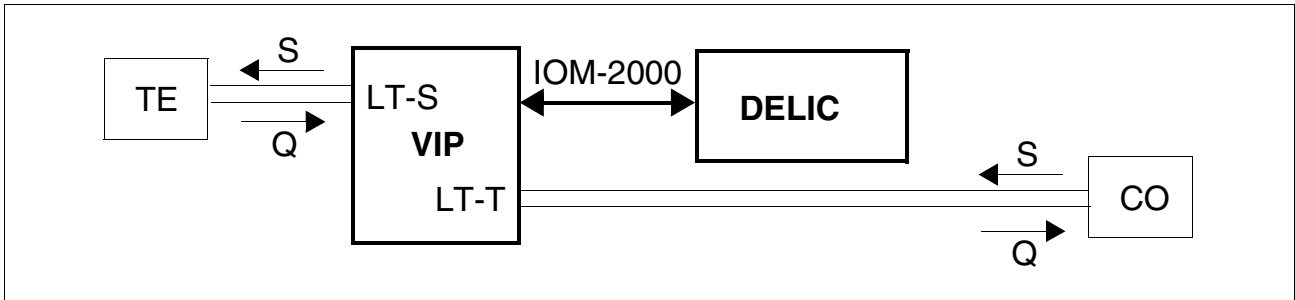 S
TE
Q
LT-S
VIP
LT-T
IOM-2000
DELIC
S
CO
Q